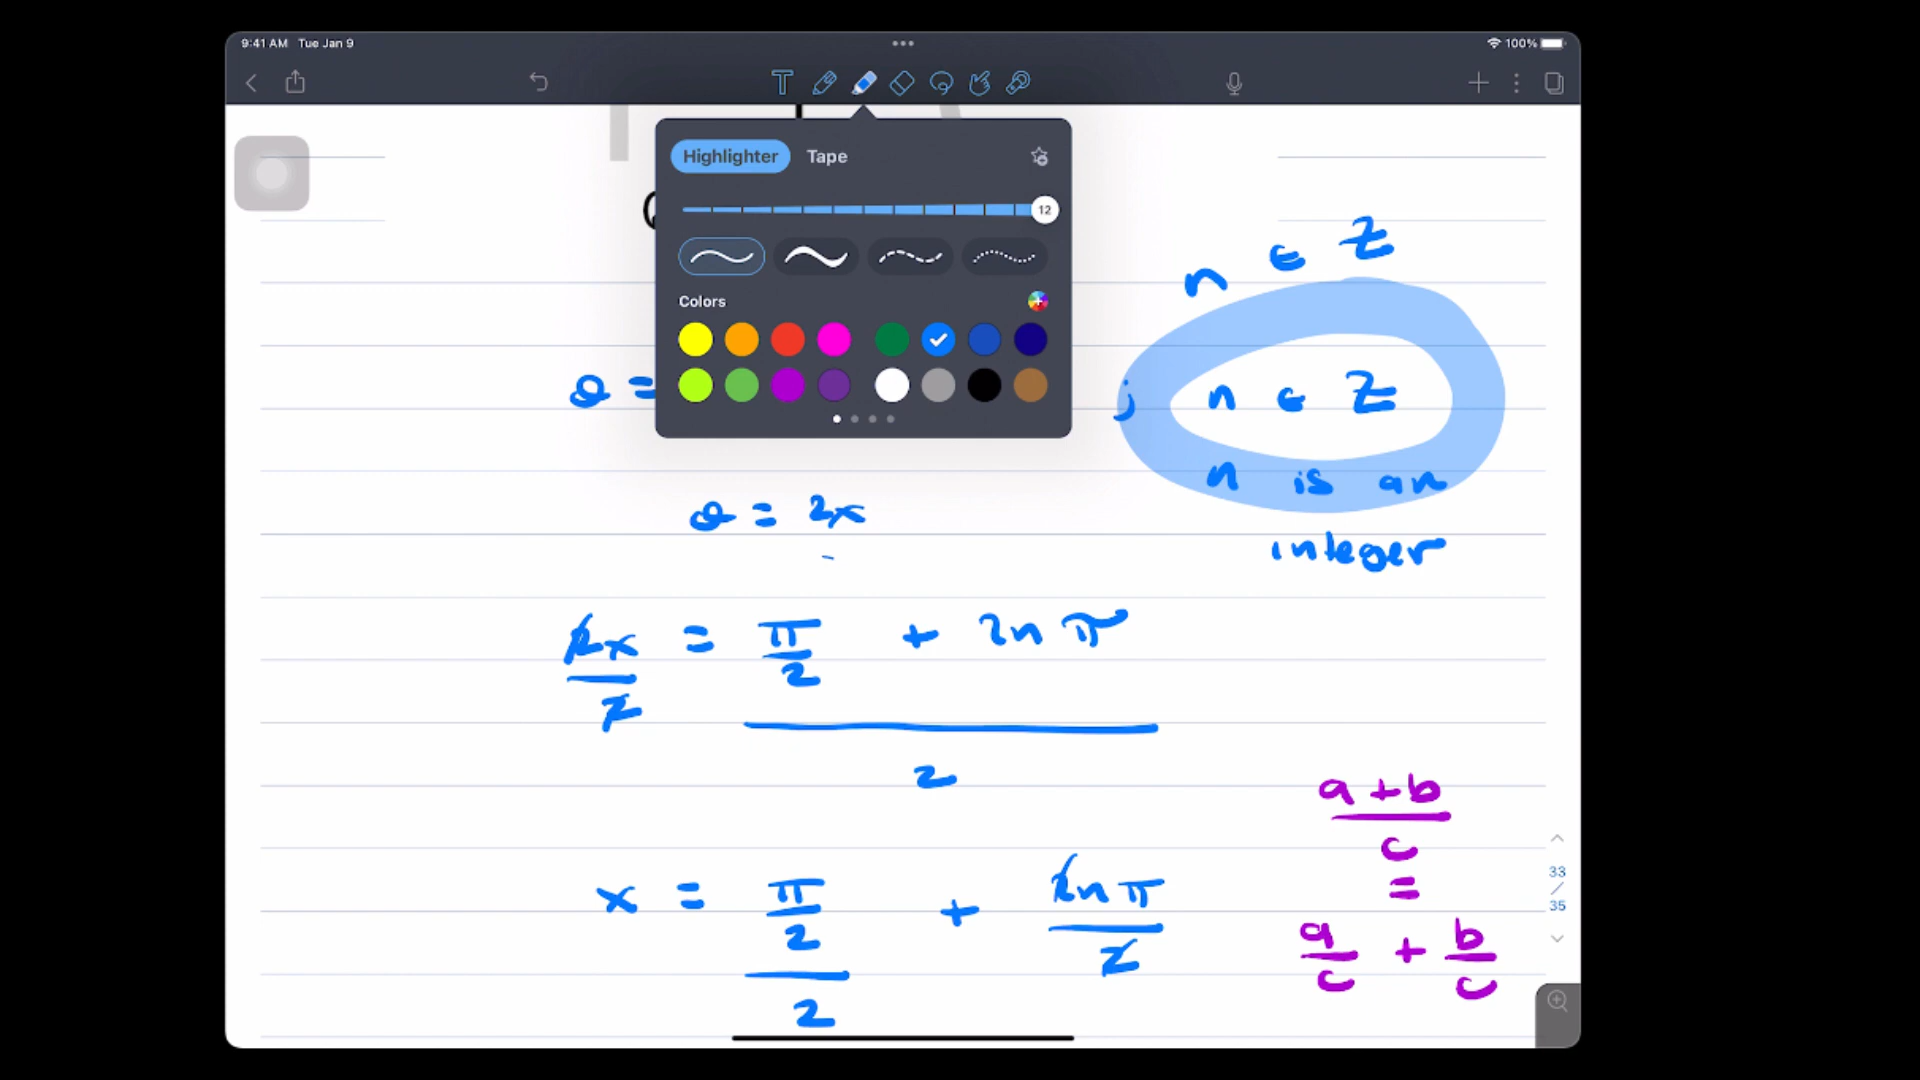 9:41 AM Tue Jan 9
100%
T
Highlighter Tape
12
Colors
n ∈ Z
θ =
; n ∈ Z
n is an
integer
θ = 2x
2x/2 = π/2 + 2nπ
2
a + b
c
=
a/c + b/c
x = π/2 + 2nπ/2
2
33
/
35